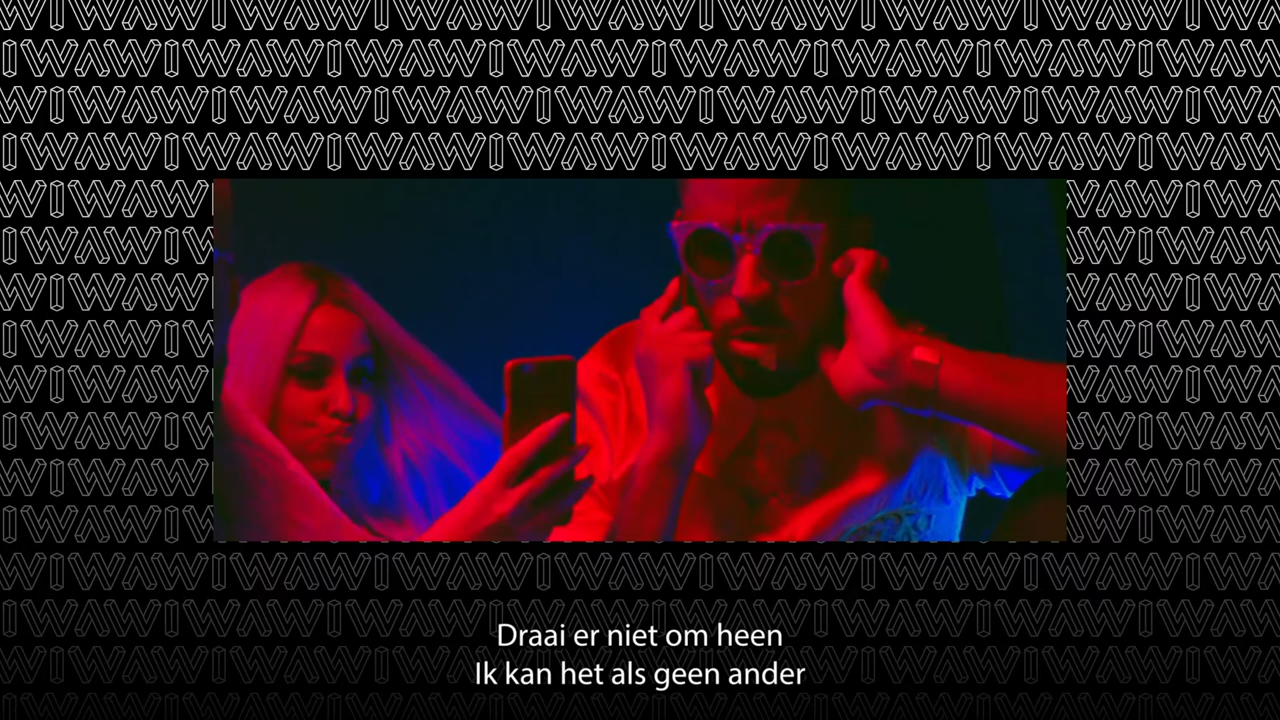 Draai er niet om heen
Ik kan het als geen ander